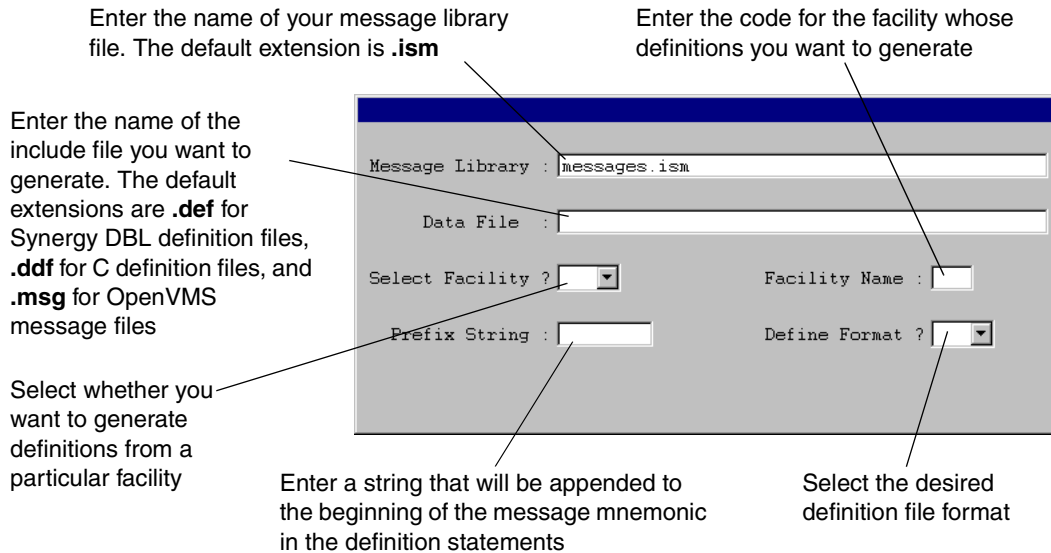 Enter the name of your message library
file. The default extension is .ism
Enter the code for the facility whose
definitions you want to generate
Enter the name of the
include file you want to
generate. The default
extensions are .def for
Synergy DBL definition files,
.ddf for C definition files, and
.msg for OpenVMS
message files
Message Library : messages.ism
Data File :
Select Facility ?
Facility Name :
Prefix String :
Define Format ?
Select whether you
want to generate
definitions from a
particular facility
Enter a string that will be appended to
the beginning of the message mnemonic
in the definition statements
Select the desired
definition file format